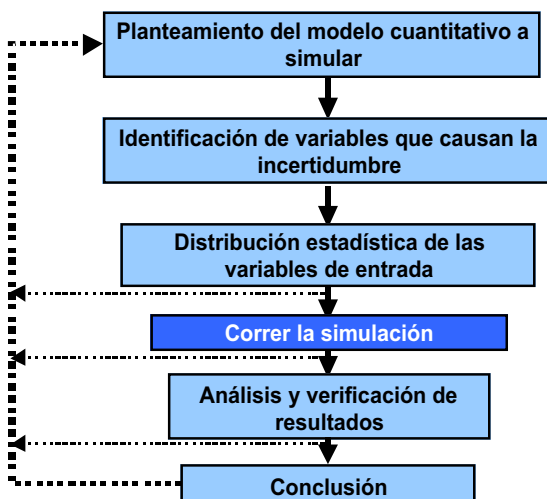 Planteamiento del modelo cuantitativo a
simular
Identificación de variables que causan la
incertidumbre
Distribución estadística de las
variables de entrada
Correr la simulación
Análisis y verificación de
resultados
Conclusión